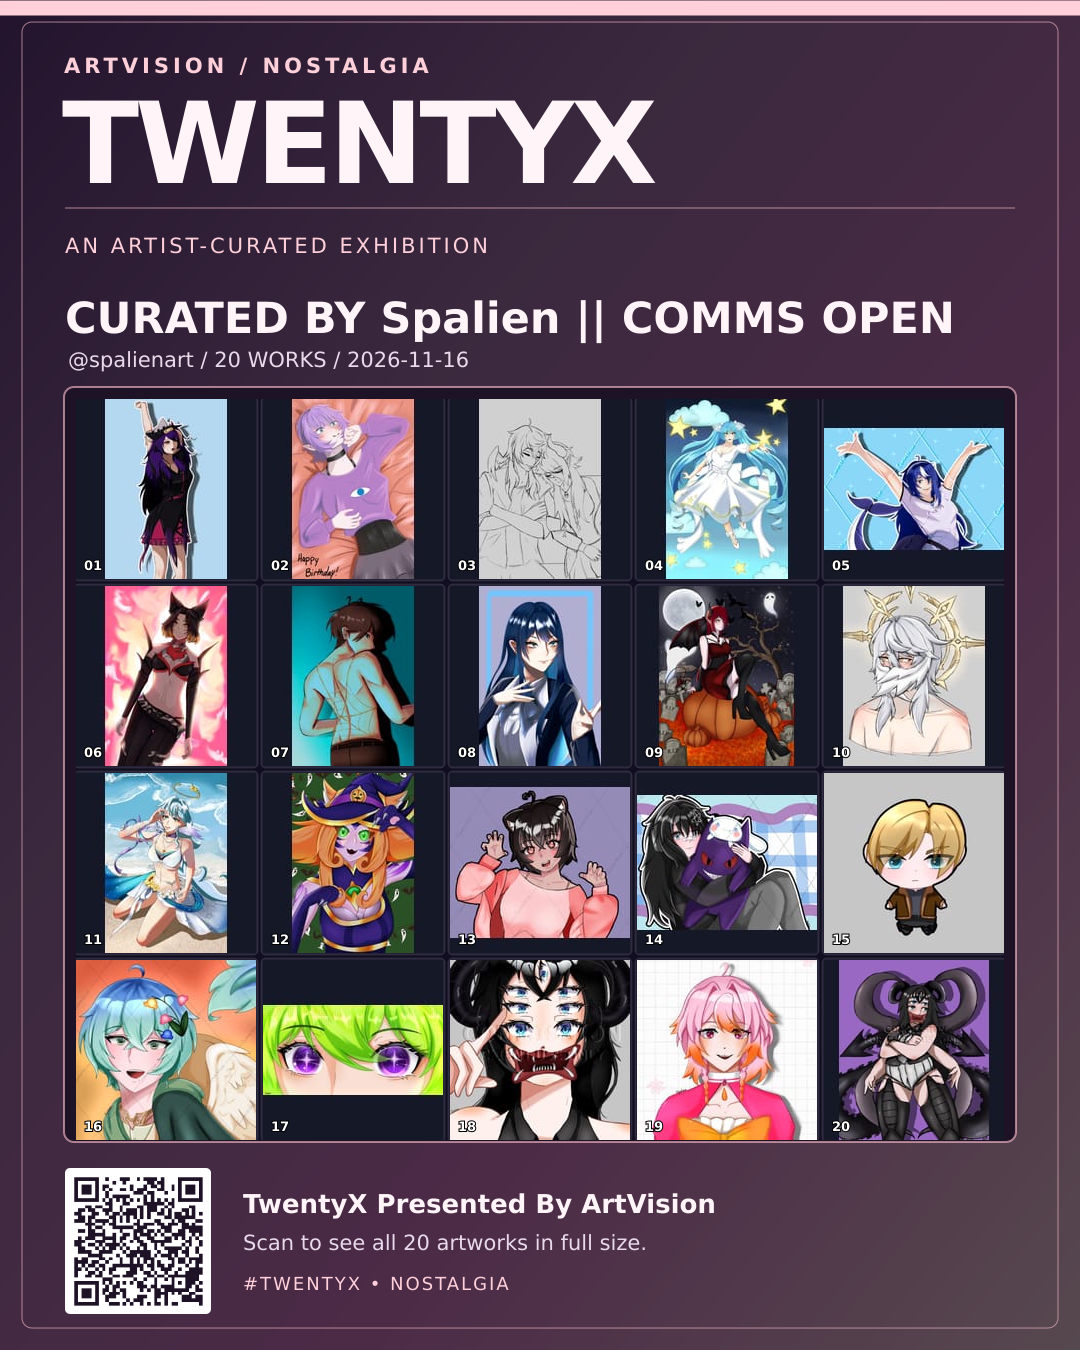 ARTVISION / NOSTALGIA
TWENTYX
AN ARTIST-CURATED EXHIBITION
CURATED BY Spalien || COMMS OPEN
@spalienart / 20 WORKS / 2026-11-16
01
02
Happy
Birthday!
03
04
05
06
07
08
09
10
11
12
13
14
15
16
17
18
19
20
TwentyX Presented By ArtVision
Scan to see all 20 artworks in full size.
#TWENTYX • NOSTALGIA